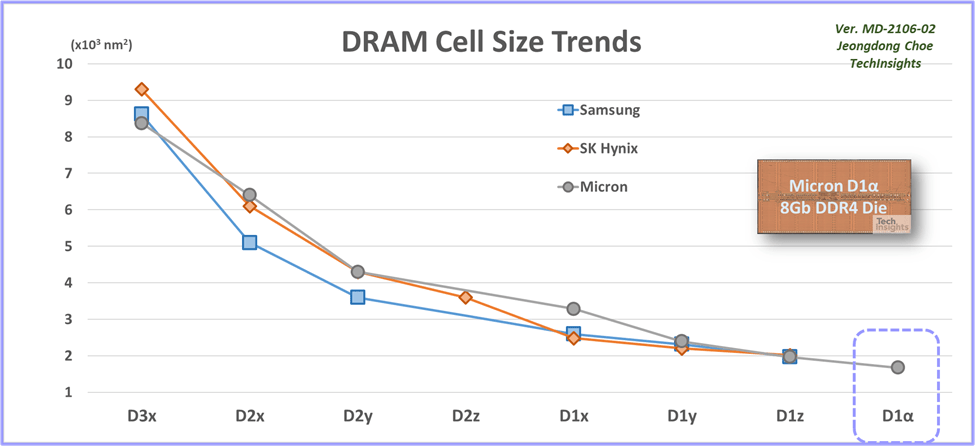 DRAM Cell Size Trends
Ver. MD-2106-02
Jeongdong Choe
TechInsights
(x10³ nm²)
10
9
8
7
6
5
4
3
2
1
Samsung
SK Hynix
Micron
Micron D1α
8Gb DDR4 Die
Tech
Insights
D3x D2x D2y D2z D1x D1y D1z D1α